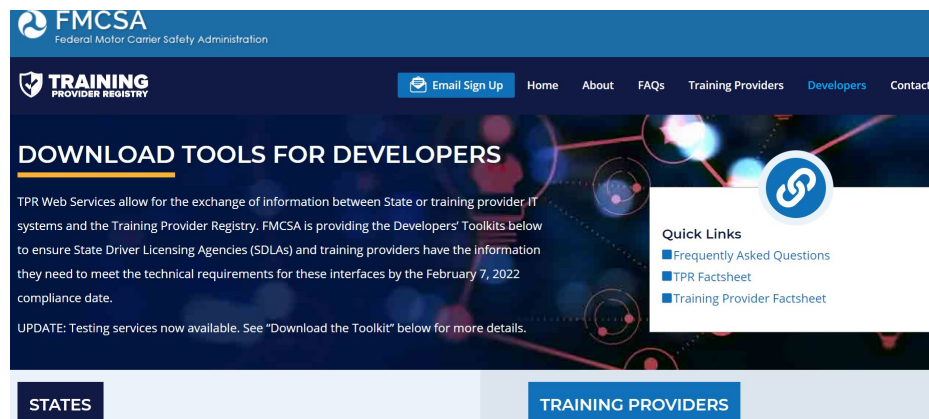 FMCSA
Federal Motor Carrier Safety Administration
TRAINING
PROVIDER REGISTRY
Email Sign Up Home About FAQs Training Providers Developers Contact
DOWNLOAD TOOLS FOR DEVELOPERS
TPR Web Services allow for the exchange of information between State or training provider IT
systems and the Training Provider Registry. FMCSA is providing the Developers' Toolkits below
to ensure State Driver Licensing Agencies (SDLAs) and training providers have the information
they need to meet the technical requirements for these interfaces by the February 7, 2022
compliance date.
UPDATE: Testing services now available. See “Download the Toolkit” below for more details.
Quick Links
Frequently Asked Questions
TPR Factsheet
Training Provider Factsheet
STATES
TRAINING PROVIDERS